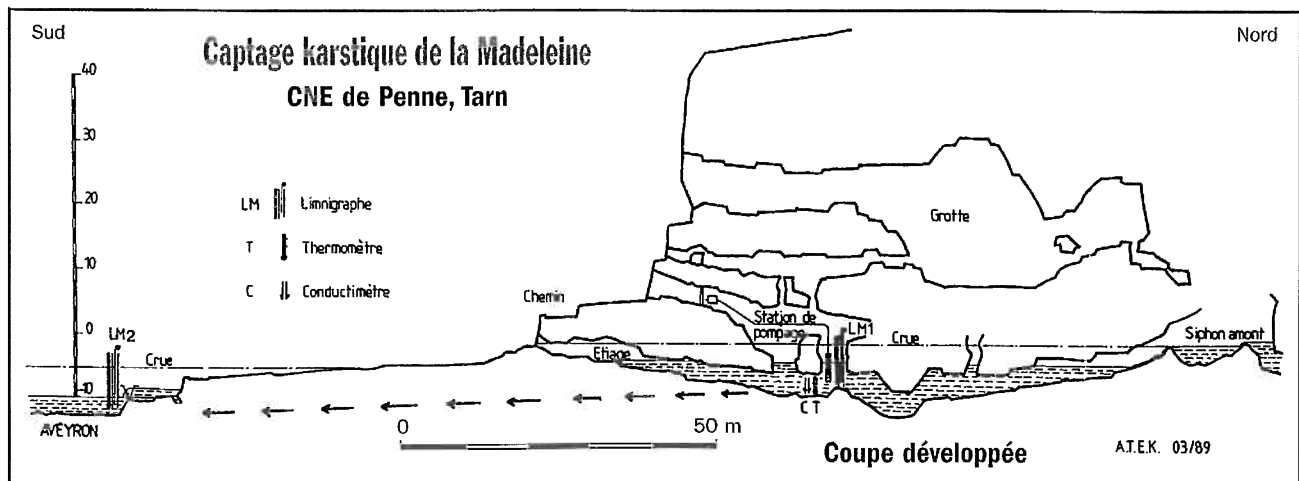 Sud
Nord
Captage karstique de la Madeleine
CNE de Penne, Tarn
40
30
20
10
0
10
LM Limnigraphe
T Thermomètre
C Conductimètre
Grotte
Chemin
Station de
pompage
LM1
Crue
Siphon amont
Etiage
LM2
Crue
C T
AVEYRON
0
50 m
Coupe développée
A.T.E.K. 03/89